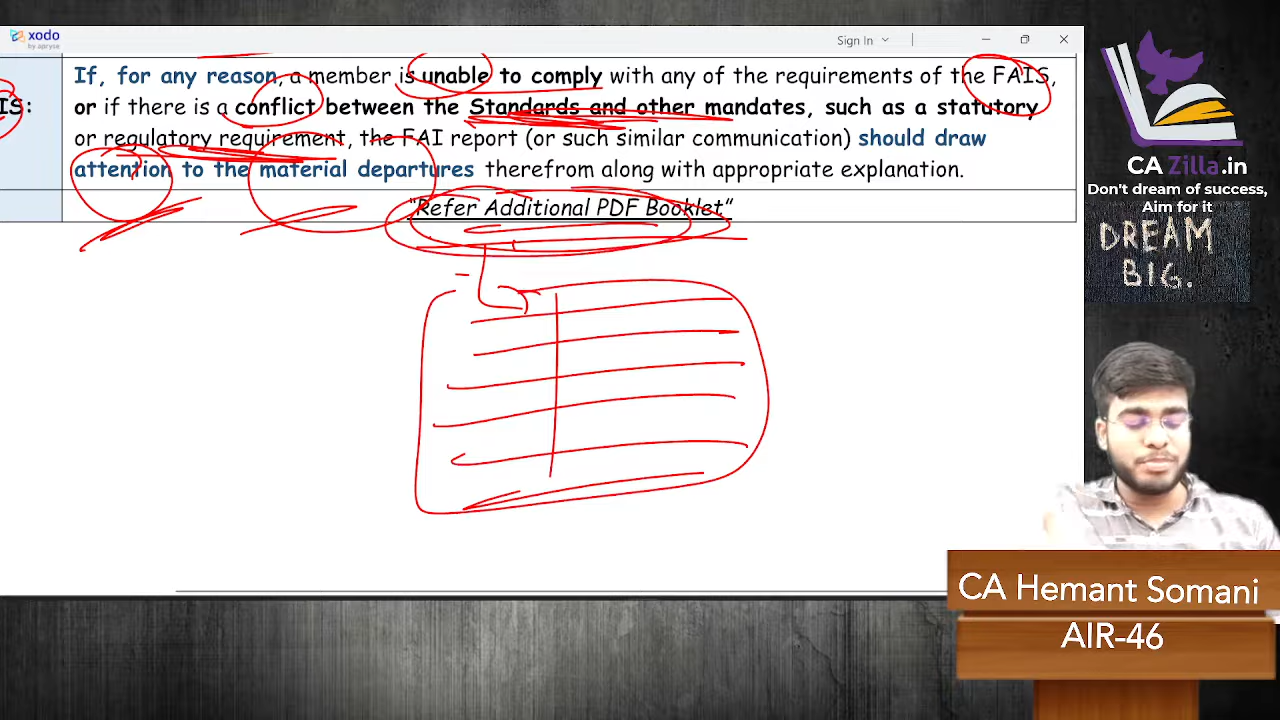 xodo
by apryse
Sign In
If, for any reason, a member is unable to comply with any of the requirements of the FAIS,
IS: or if there is a conflict between the Standards and other mandates, such as a statutory
or regulatory requirement, the FAI report (or such similar communication) should draw
attention to the material departures therefrom along with appropriate explanation.
"Refer Additional PDF Booklet"
CA Zilla.in
Don't dream of success,
Aim for it
DREAM
BIG.
CA Hemant Somani
AIR-46